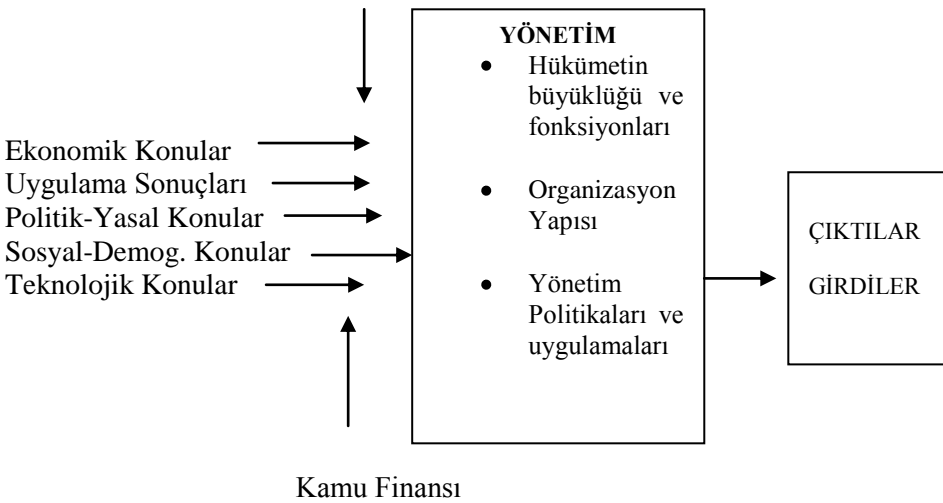 Ekonomik Konular
Uygulama Sonuçları
Politik-Yasal Konular
Sosyal-Demog. Konular
Teknolojik Konular
YÖNETİM
• Hükümetin
büyüklüğü ve
fonksiyonları
• Organizasyon
Yapısı
• Yönetim
Politikaları ve
uygulamaları
ÇIKTILAR
GİRDİLER
Kamu Finansı